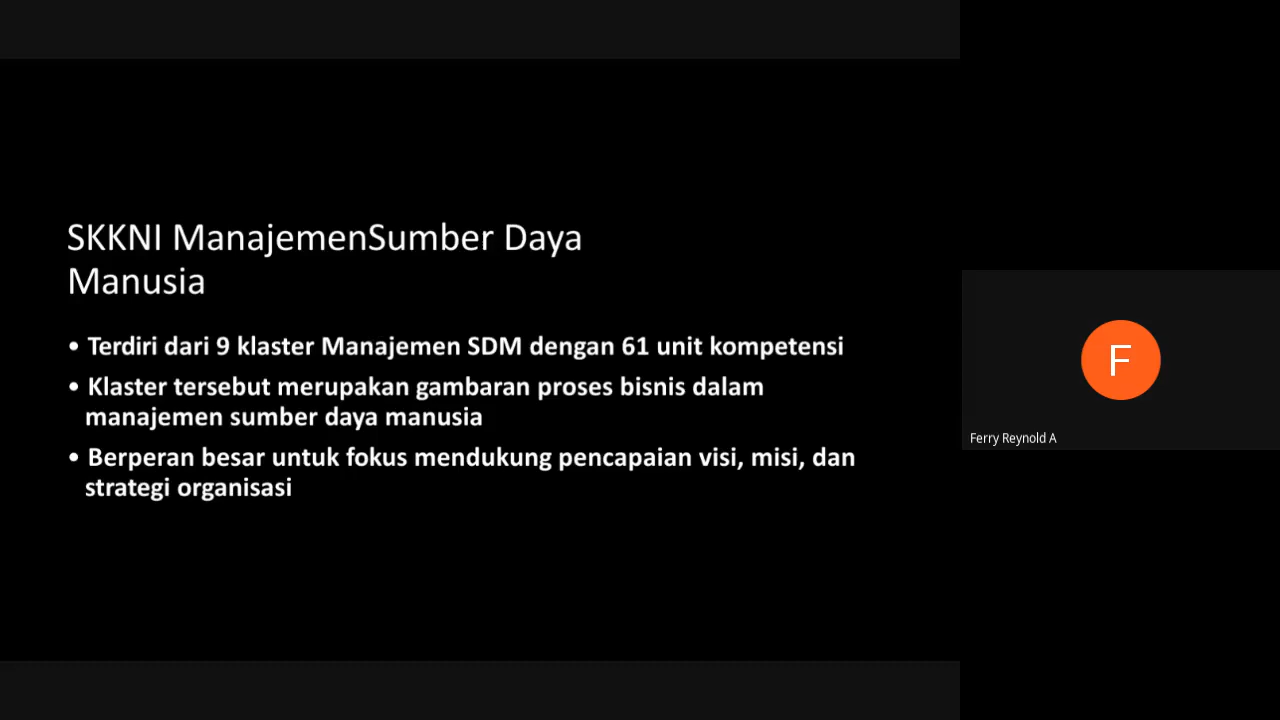 SKKNI ManajemenSumber Daya
Manusia
• Terdiri dari 9 klaster Manajemen SDM dengan 61 unit kompetensi
• Klaster tersebut merupakan gambaran proses bisnis dalam
manajemen sumber daya manusia
• Berperan besar untuk fokus mendukung pencapaian visi, misi, dan
strategi organisasi
F
Ferry Reynold A